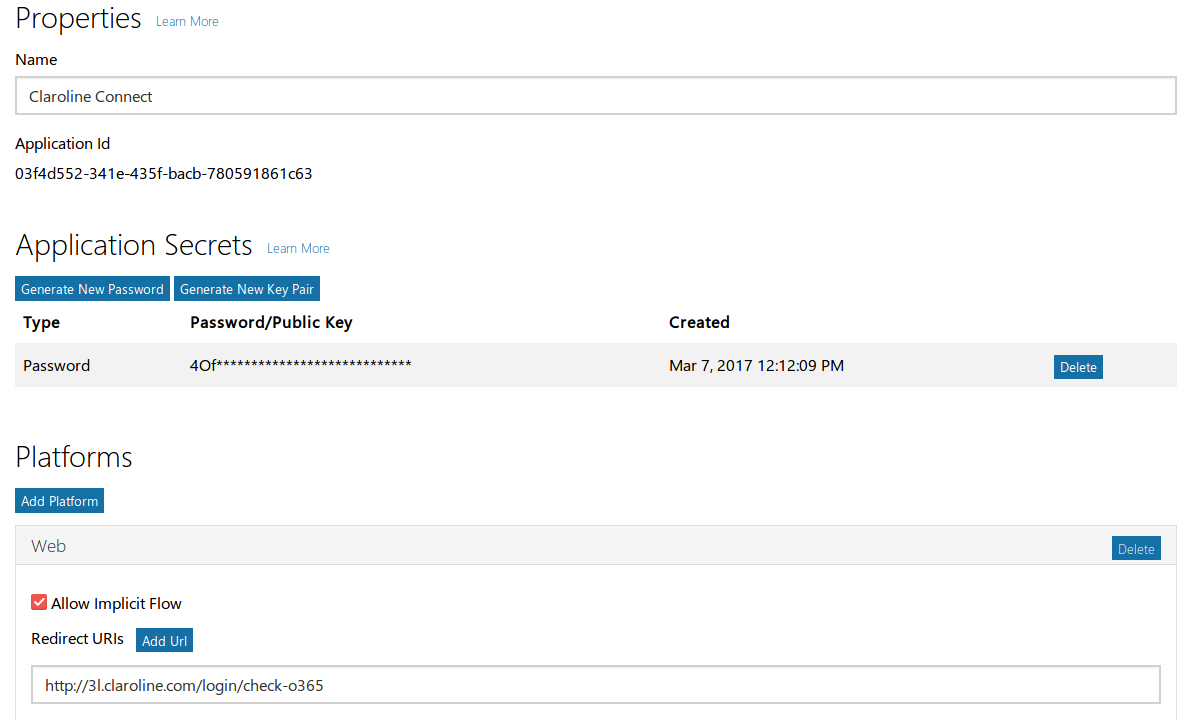 Properties Learn More
Name
Claroline Connect
Application Id
03f4d552-341e-435f-bacb-780591861c63
Application Secrets Learn More
Generate New Password Generate New Key Pair
Type Password/Public Key Created
Password 4Of**************************** Mar 7, 2017 12:12:09 PM Delete
Platforms
Add Platform
Web Delete
Allow Implicit Flow
Redirect URIs Add Url
http://3l.claroline.com/login/check-o365